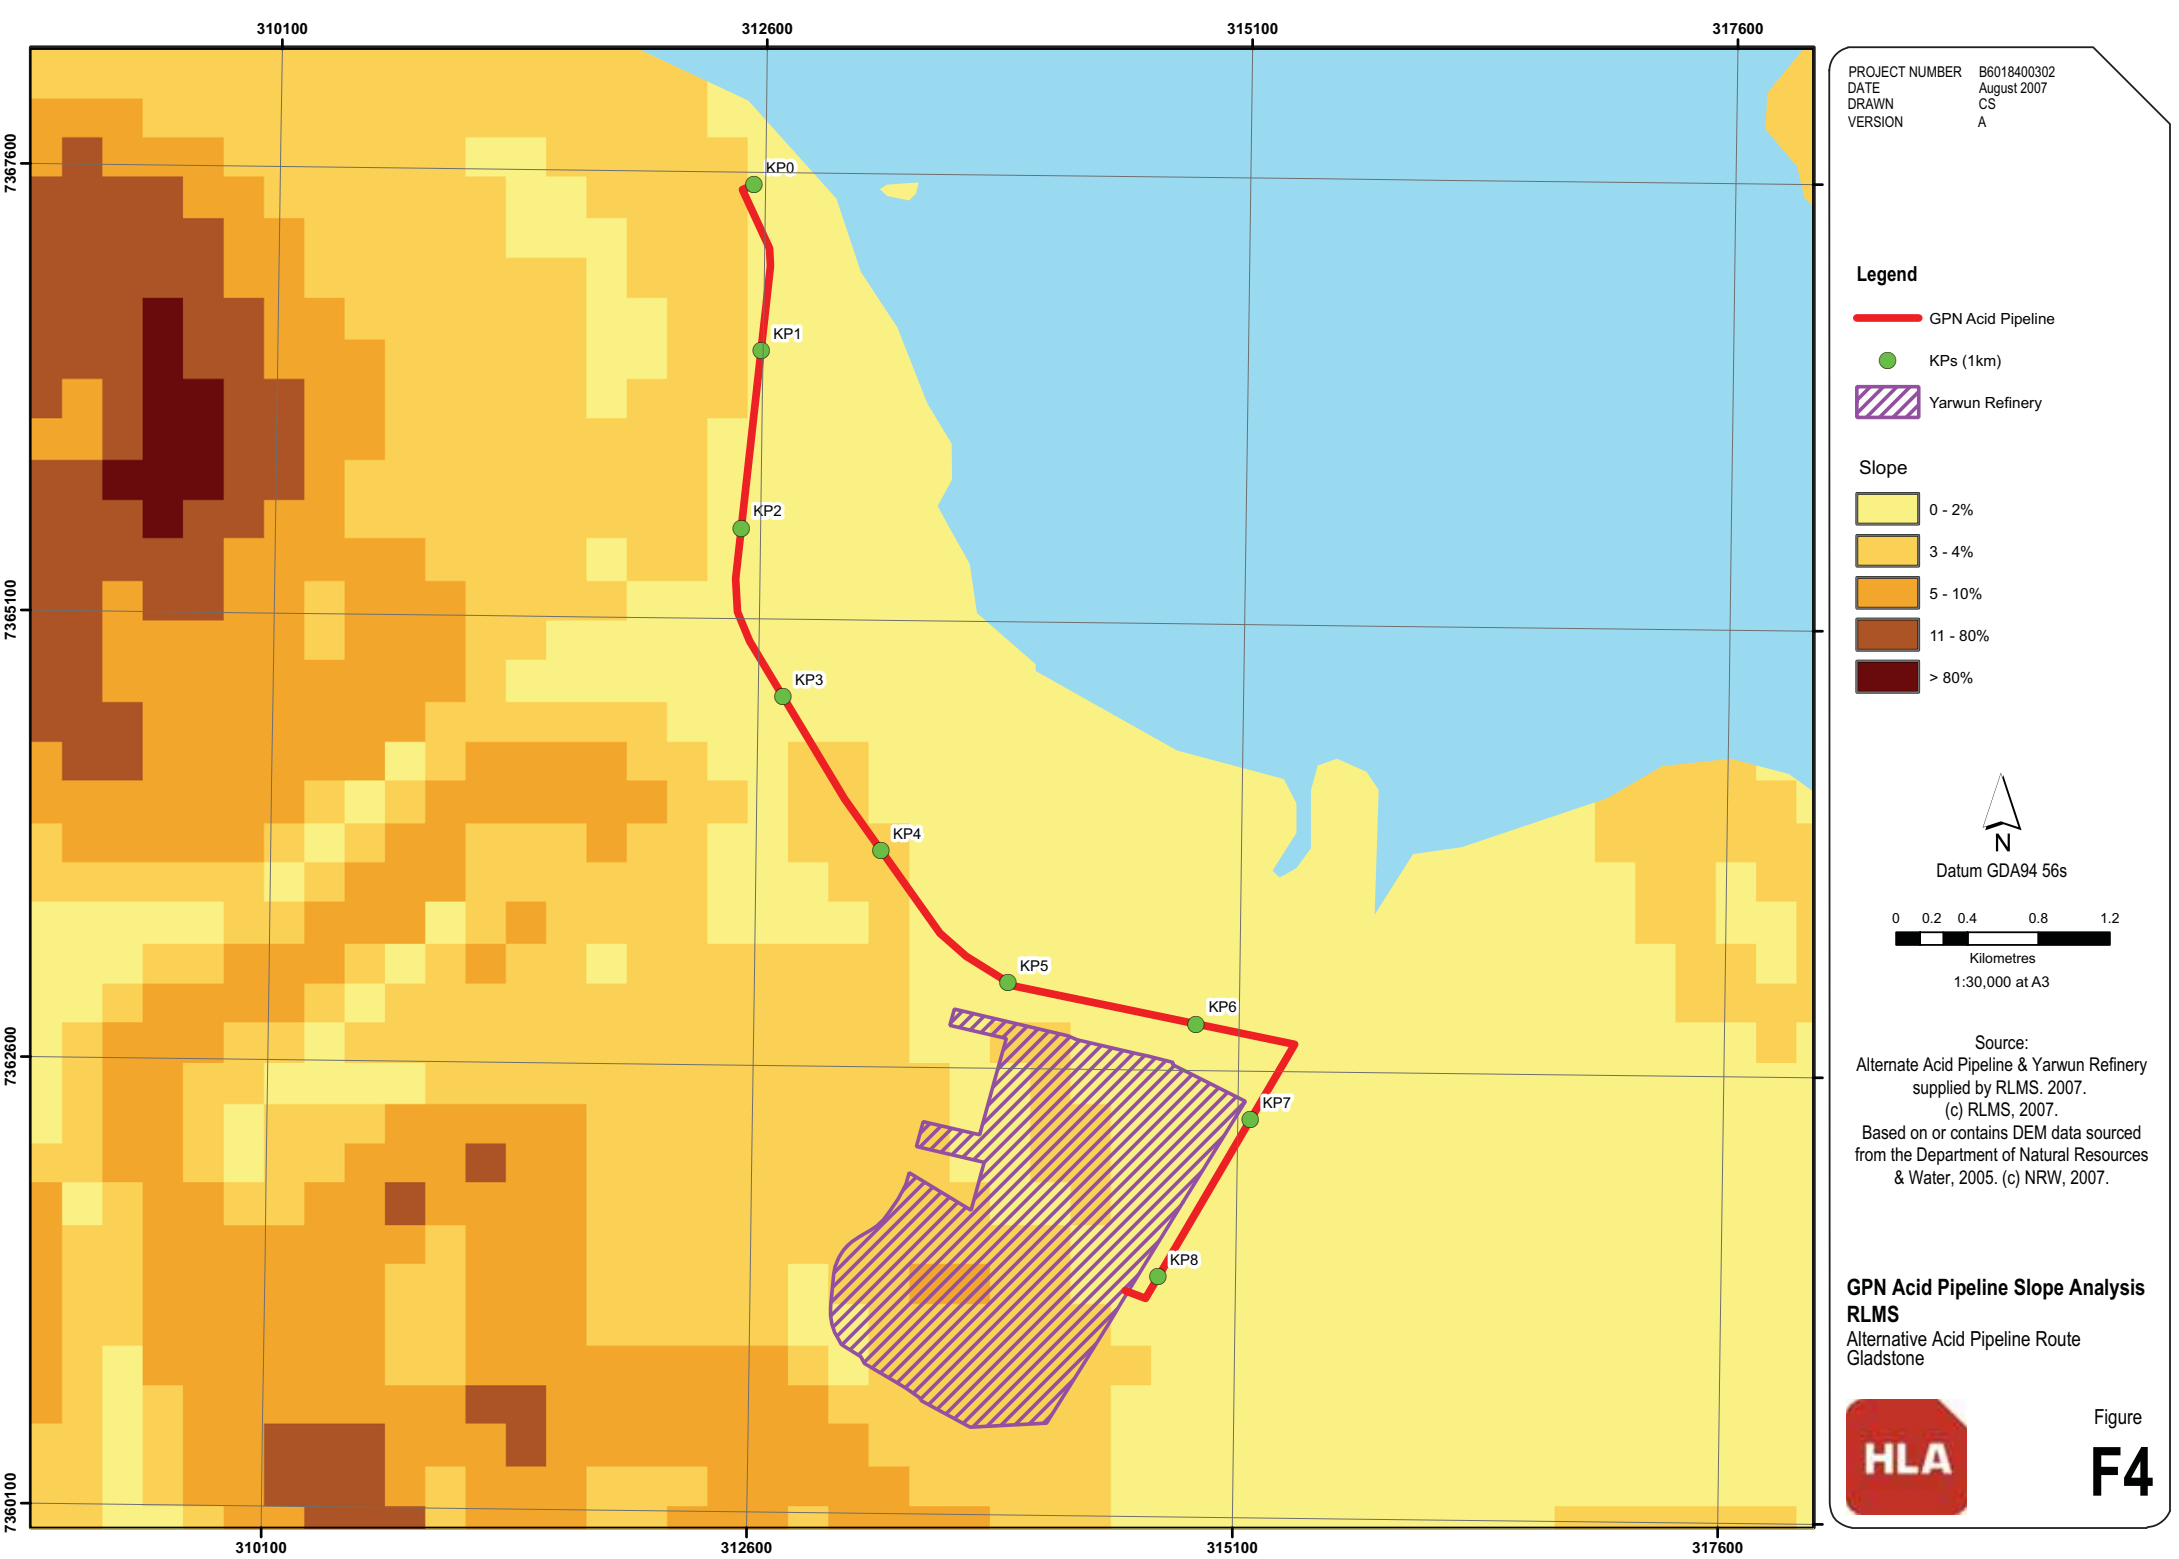 310100
312600
315100
317600
7367600
7365100
7362600
7360100
KP0
KP1
KP2
KP3
KP4
KP5
KP6
KP7
KP8
310100
312600
315100
317600
PROJECT NUMBER B6018400302
DATE August 2007
DRAWN CS
VERSION A
Legend
GPN Acid Pipeline
KPs (1km)
Yarwun Refinery
Slope
0 - 2%
3 - 4%
5 - 10%
11 - 80%
> 80%
N
Datum GDA94 56s
0 0.2 0.4 0.8 1.2
Kilometres
1:30,000 at A3
Source:
Alternate Acid Pipeline & Yarwun Refinery
supplied by RLMS. 2007.
(c) RLMS, 2007.
Based on or contains DEM data sourced
from the Department of Natural Resources
& Water, 2005. (c) NRW, 2007.
GPN Acid Pipeline Slope Analysis
RLMS
Alternative Acid Pipeline Route
Gladstone
HLA
Figure
F4